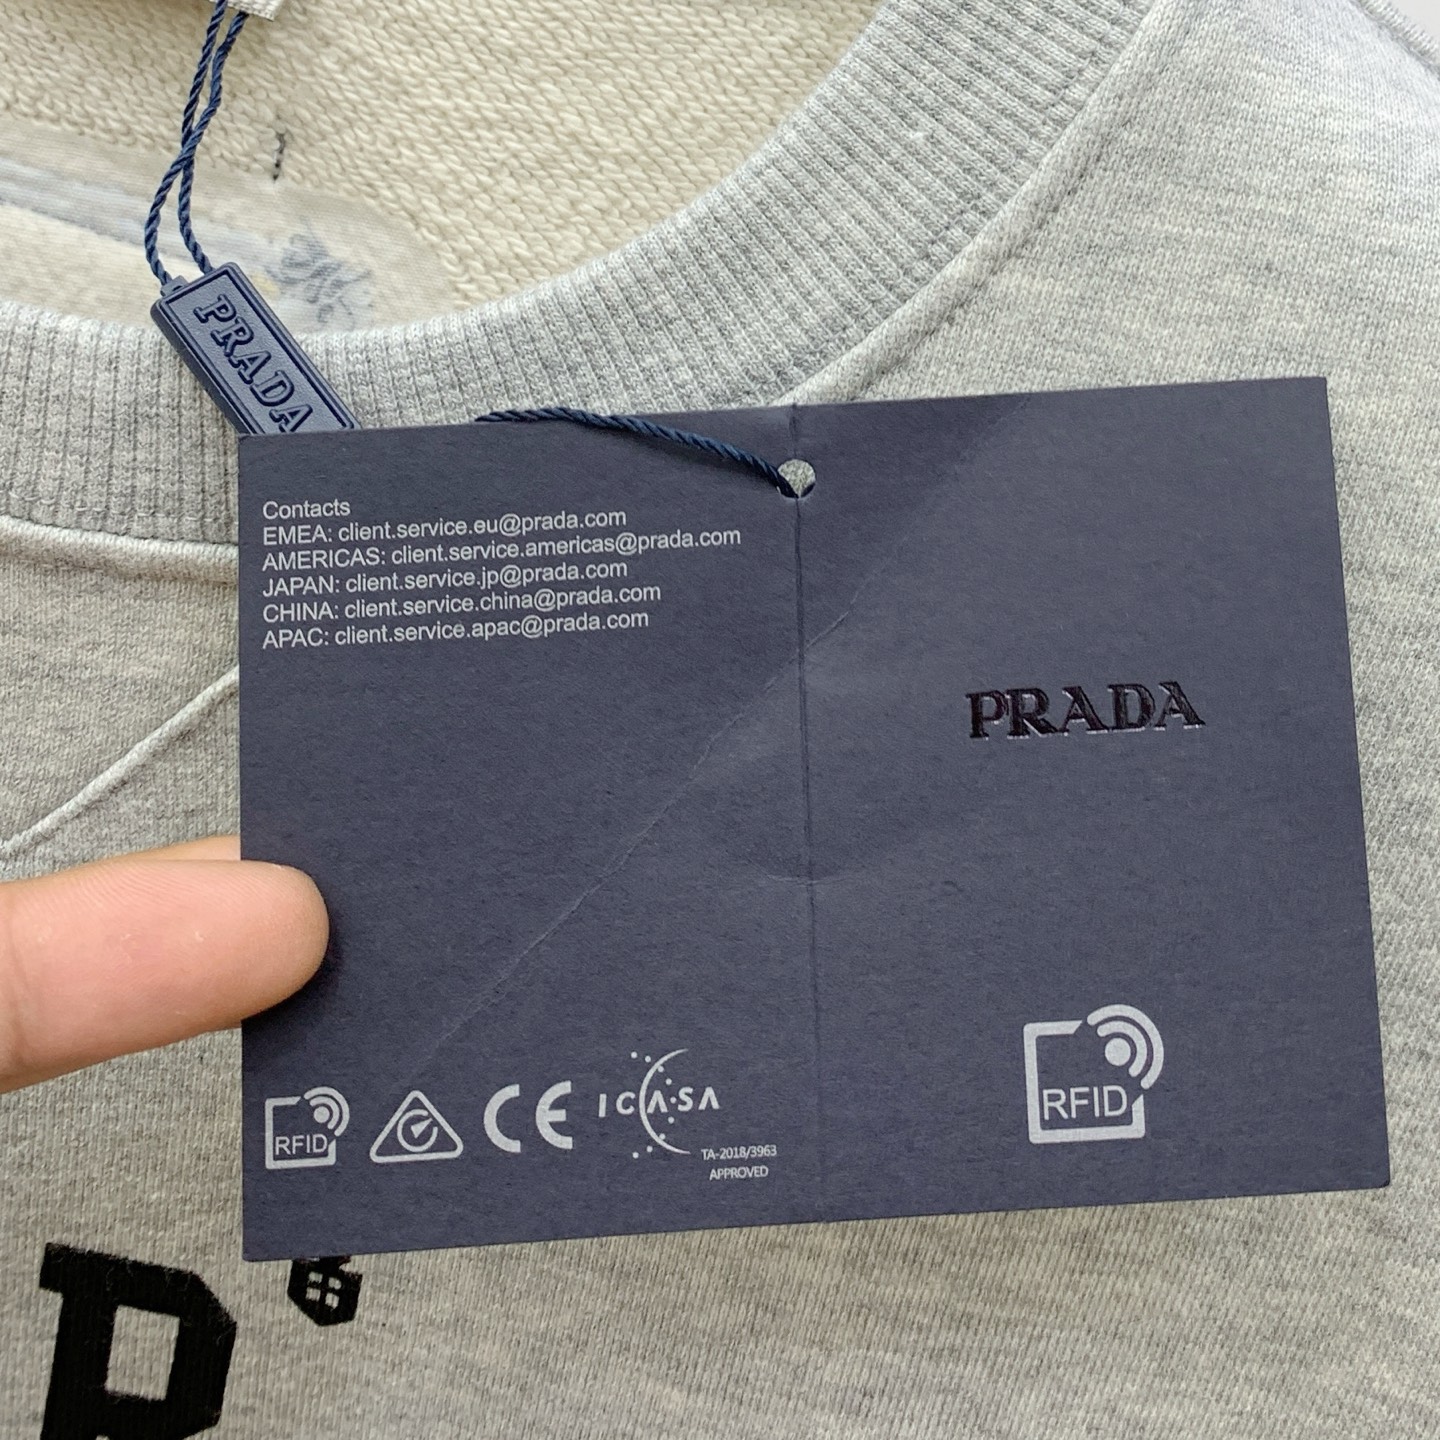 PRADA
Contacts
EMEA: client.service.eu@prada.com
AMERICAS: client.service.americas@prada.com
JAPAN: client.service.jp@prada.com
CHINA: client.service.china@prada.com
APAC: client.service.apac@prada.com
PRADA
RFID
CE
ICASA
TA-2018/3963
APPROVED
RFID